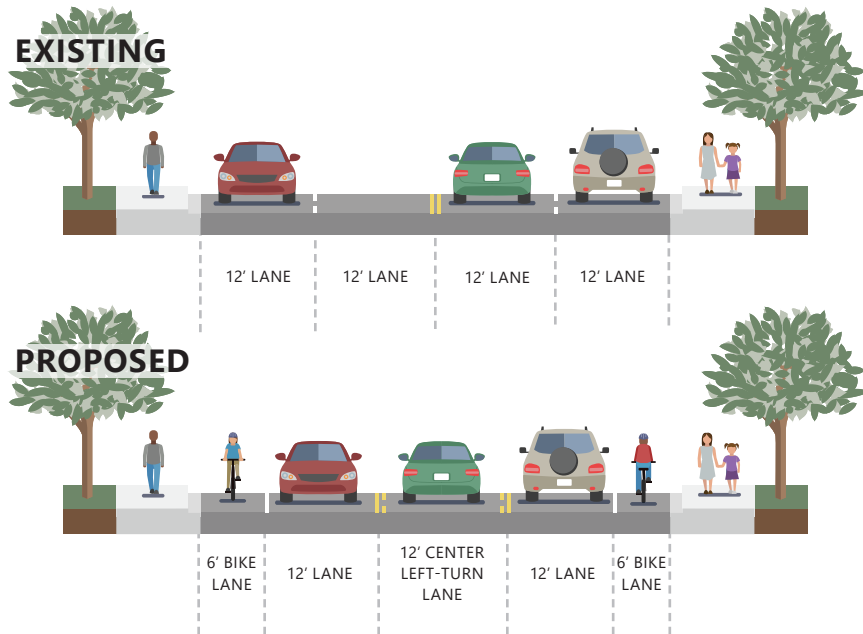 EXISTING
12’ LANE
12’ LANE
12’ LANE
12’ LANE
PROPOSED
6’ BIKE
LANE
12’ LANE
12’ CENTER
LEFT-TURN
LANE
12’ LANE
6’ BIKE
LANE